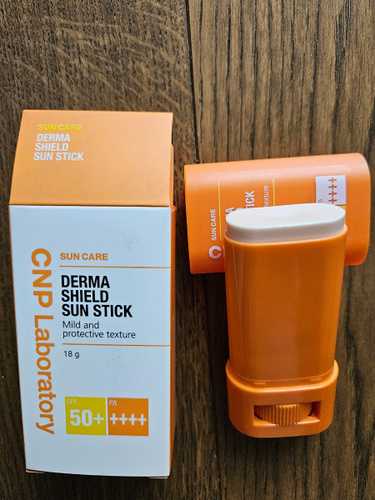 SUN CARE
DERMA
SHIELD
SUN STICK
CNP Laboratory
SUN CARE
DERMA
SHIELD
SUN STICK
Mild and
protective texture
18 g
SPF
50+
PA
++++
SUN CARE
texture
++++